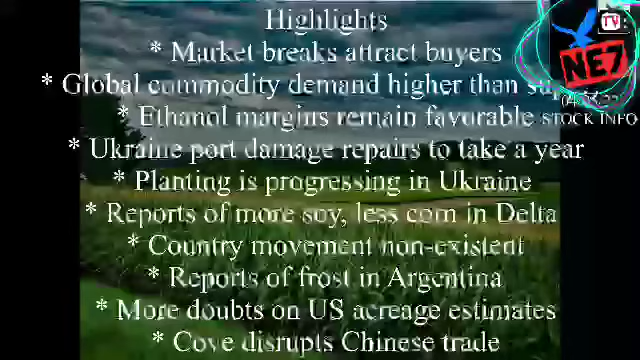 Highlights
* Market breaks attract buyers
* Global commodity demand higher than
* Ethanol margins remain favorable
* Ukraine port damage repairs to take a year
* Planting is progressing in Ukraine
* Reports of more soy, less corn in Delta
* Country movement non-existent
* Reports of frost in Argentina
* More doubts on US acreage estimates
* Cove disrupts Chinese trade
TV
NE7
STOCK INFO